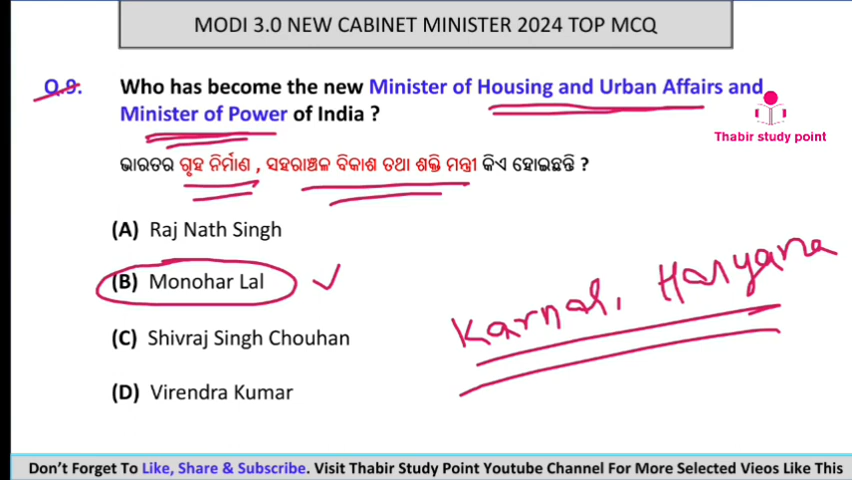 MODI 3.0 NEW CABINET MINISTER 2024 TOP MCQ
Q.9. Who has become the new Minister of Housing and Urban Affairs and
Minister of Power of India ?
Thabir study point
ଭାରତର ଗୃହ ନିର୍ମାଣ , ସହରାଞ୍ଚଳ ବିକାଶ ତଥା ଶକ୍ତି ମନ୍ତ୍ରୀ କିଏ ହୋଇଛନ୍ତି ?
(A) Raj Nath Singh
(B) Monohar Lal
Karnal, Haryana
(C) Shivraj Singh Chouhan
(D) Virendra Kumar
Don't Forget To Like, Share & Subscribe. Visit Thabir Study Point Youtube Channel For More Selected Vieos Like This